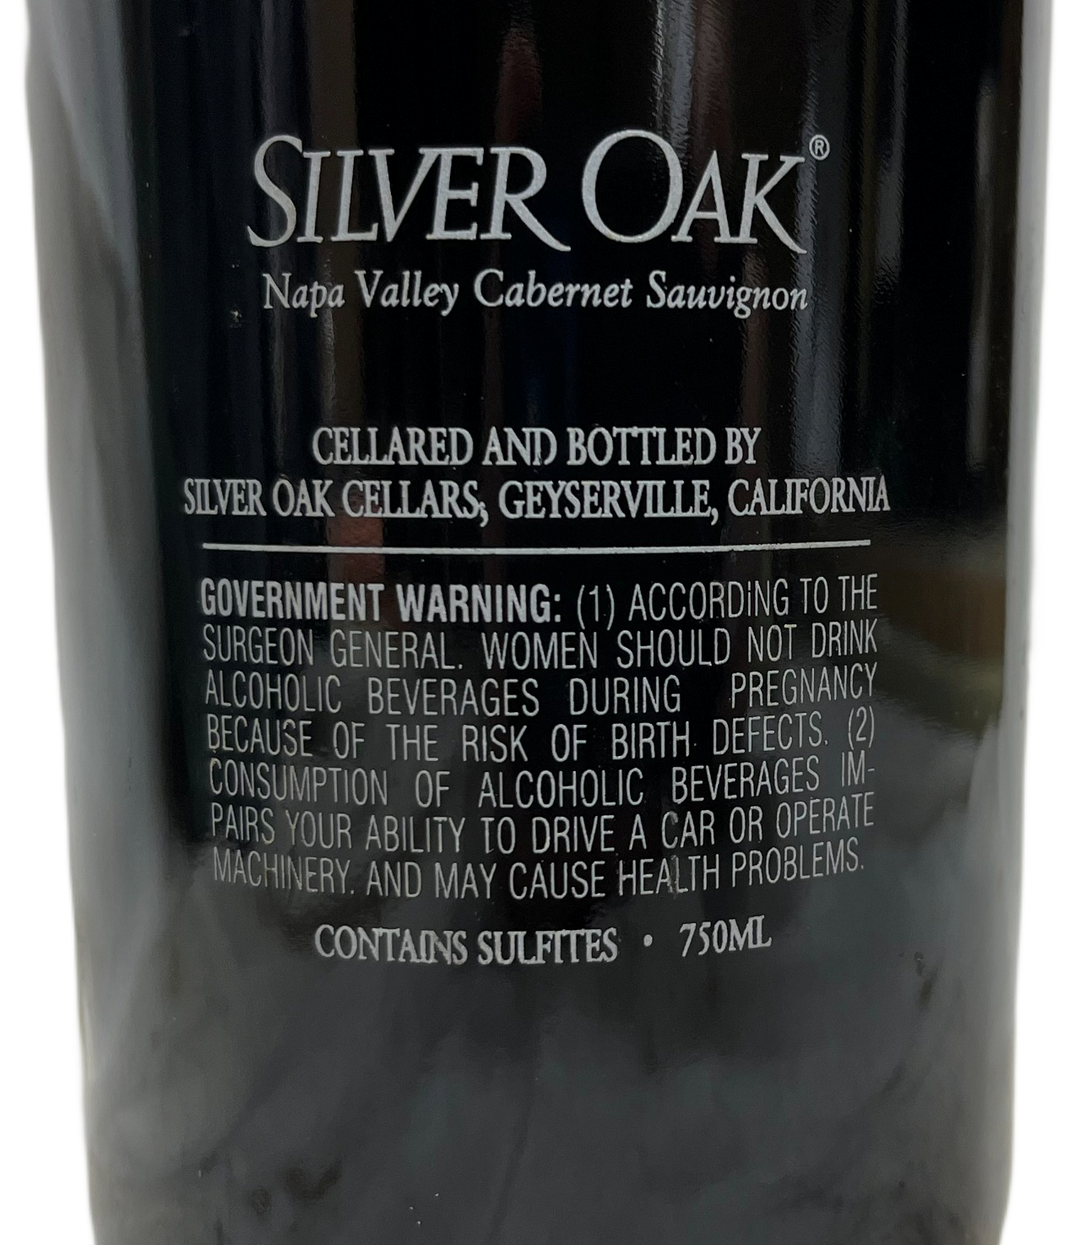 SILVER OAK®
Napa Valley Cabernet Sauvignon
CELLARED AND BOTTLED BY
SILVER OAK CELLARS, GEYSERVILLE, CALIFORNIA
GOVERNMENT WARNING: (1) ACCORDING TO THE
SURGEON GENERAL. WOMEN SHOULD NOT DRINK
ALCOHOLIC BEVERAGES DURING PREGNANCY
BECAUSE OF THE RISK OF BIRTH DEFECTS. (2)
CONSUMPTION OF ALCOHOLIC BEVERAGES IM-
PAIRS YOUR ABILITY TO DRIVE A CAR OR OPERATE
MACHINERY. AND MAY CAUSE HEALTH PROBLEMS.
CONTAINS SULFITES • 750ML